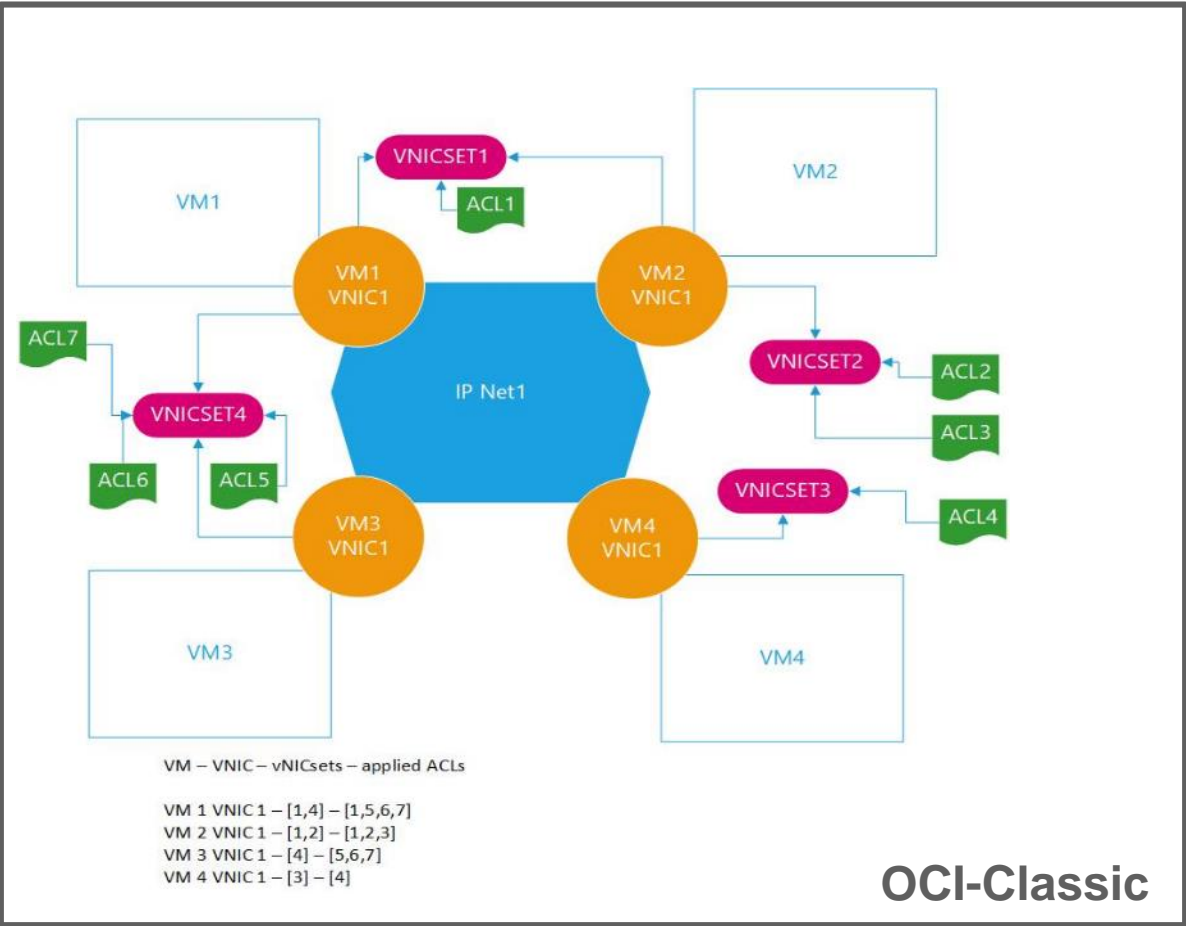 VNICSET1
ACL1
VM1
VM2
VM1
VNIC1
VM2
VNIC1
ACL7
VNICSET4
ACL6
ACL5
IP Net1
VNICSET2
ACL2
ACL3
VNICSET3
ACL4
VM3
VNIC1
VM4
VNIC1
VM3
VM4
VM – VNIC – vNICsets – applied ACLs
VM 1 VNIC 1 – [1,4] – [1,5,6,7]
VM 2 VNIC 1 – [1,2] – [1,2,3]
VM 3 VNIC 1 – [4] – [5,6,7]
VM 4 VNIC 1 – [3] – [4]
OCI-Classic